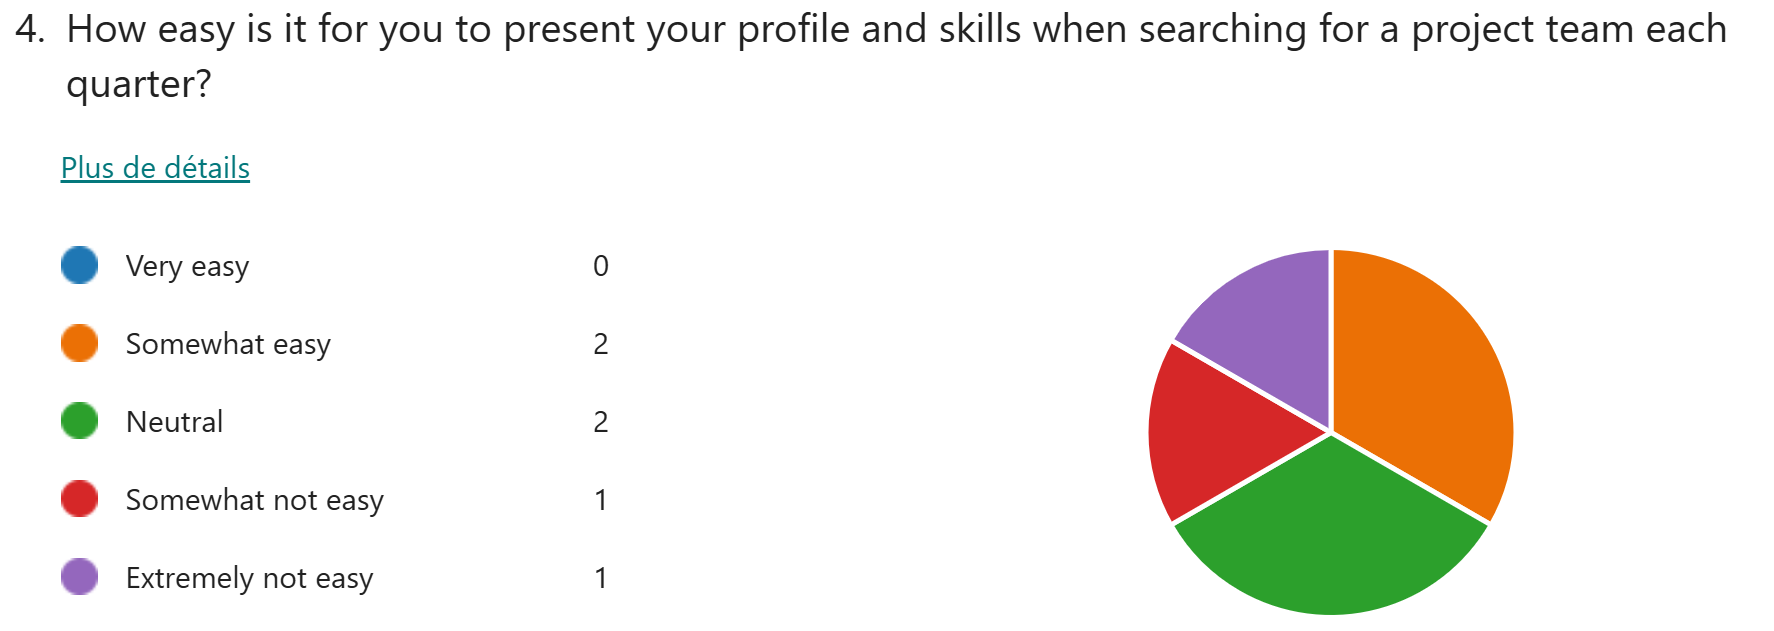 4. How easy is it for you to present your profile and skills when searching for a project team each
quarter?
Plus de détails
Very easy 0
Somewhat easy 2
Neutral 2
Somewhat not easy 1
Extremely not easy 1